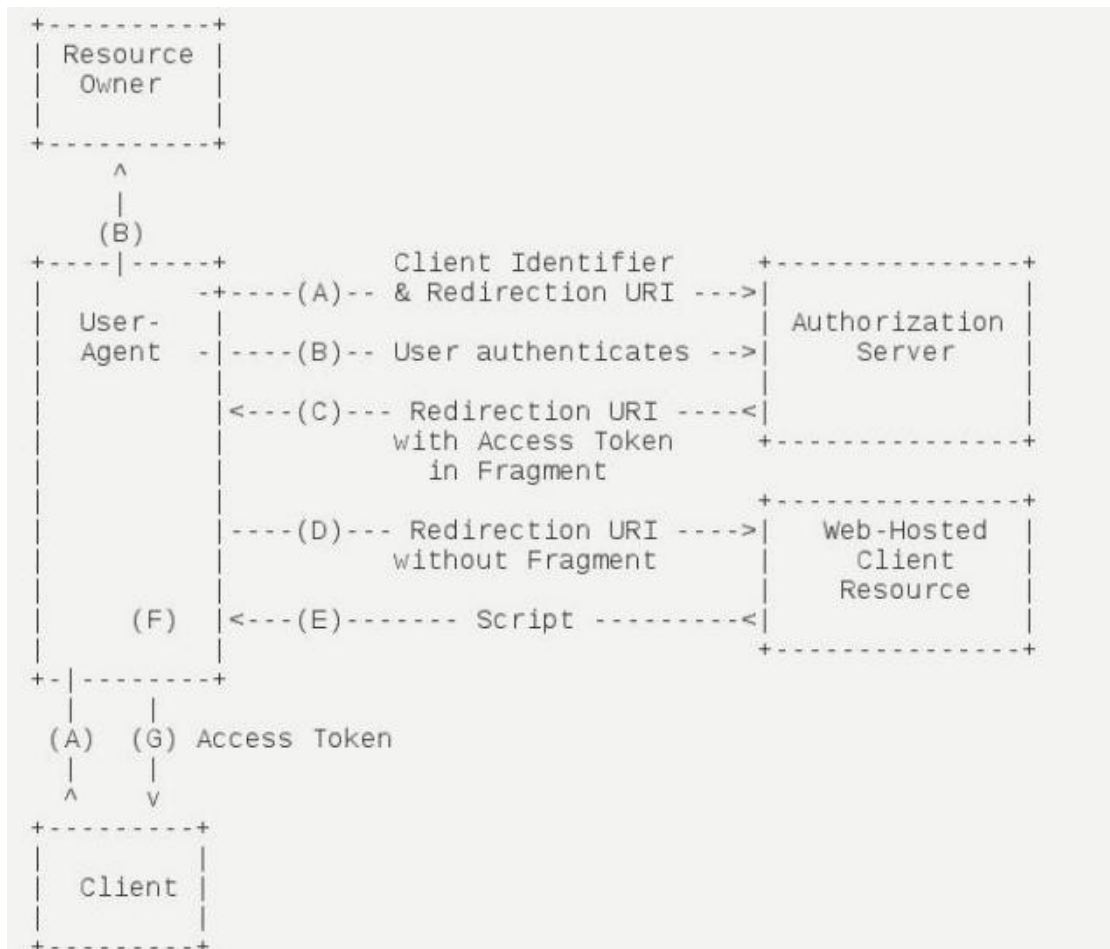 +----------+
| Resource |
|  Owner   |
|          |
+----------+
     ^
     |
    (B)
+----|-----+          Client Identifier      +---------------+
|         -+----(A)-- & Redirection URI --->|               |
|  User-   |                                | Authorization |
|  Agent  -|----(B)-- User authenticates -->|     Server    |
|          |                                |               |
|          |<---(C)--- Redirection URI ----<|               |
|          |          with Access Token     +---------------+
|          |            in Fragment
|          |                                +---------------+
|          |----(D)--- Redirection URI ---->|   Web-Hosted  |
|          |          without Fragment      |     Client    |
|          |                                |    Resource   |
|     (F)  |<---(E)------- Script ---------<|               |
|          |                                +---------------+
+-|--------+
  |    |
 (A)  (G) Access Token
  |    |
  ^    v
+---------+
|         |
|  Client |
|         |
+---------+